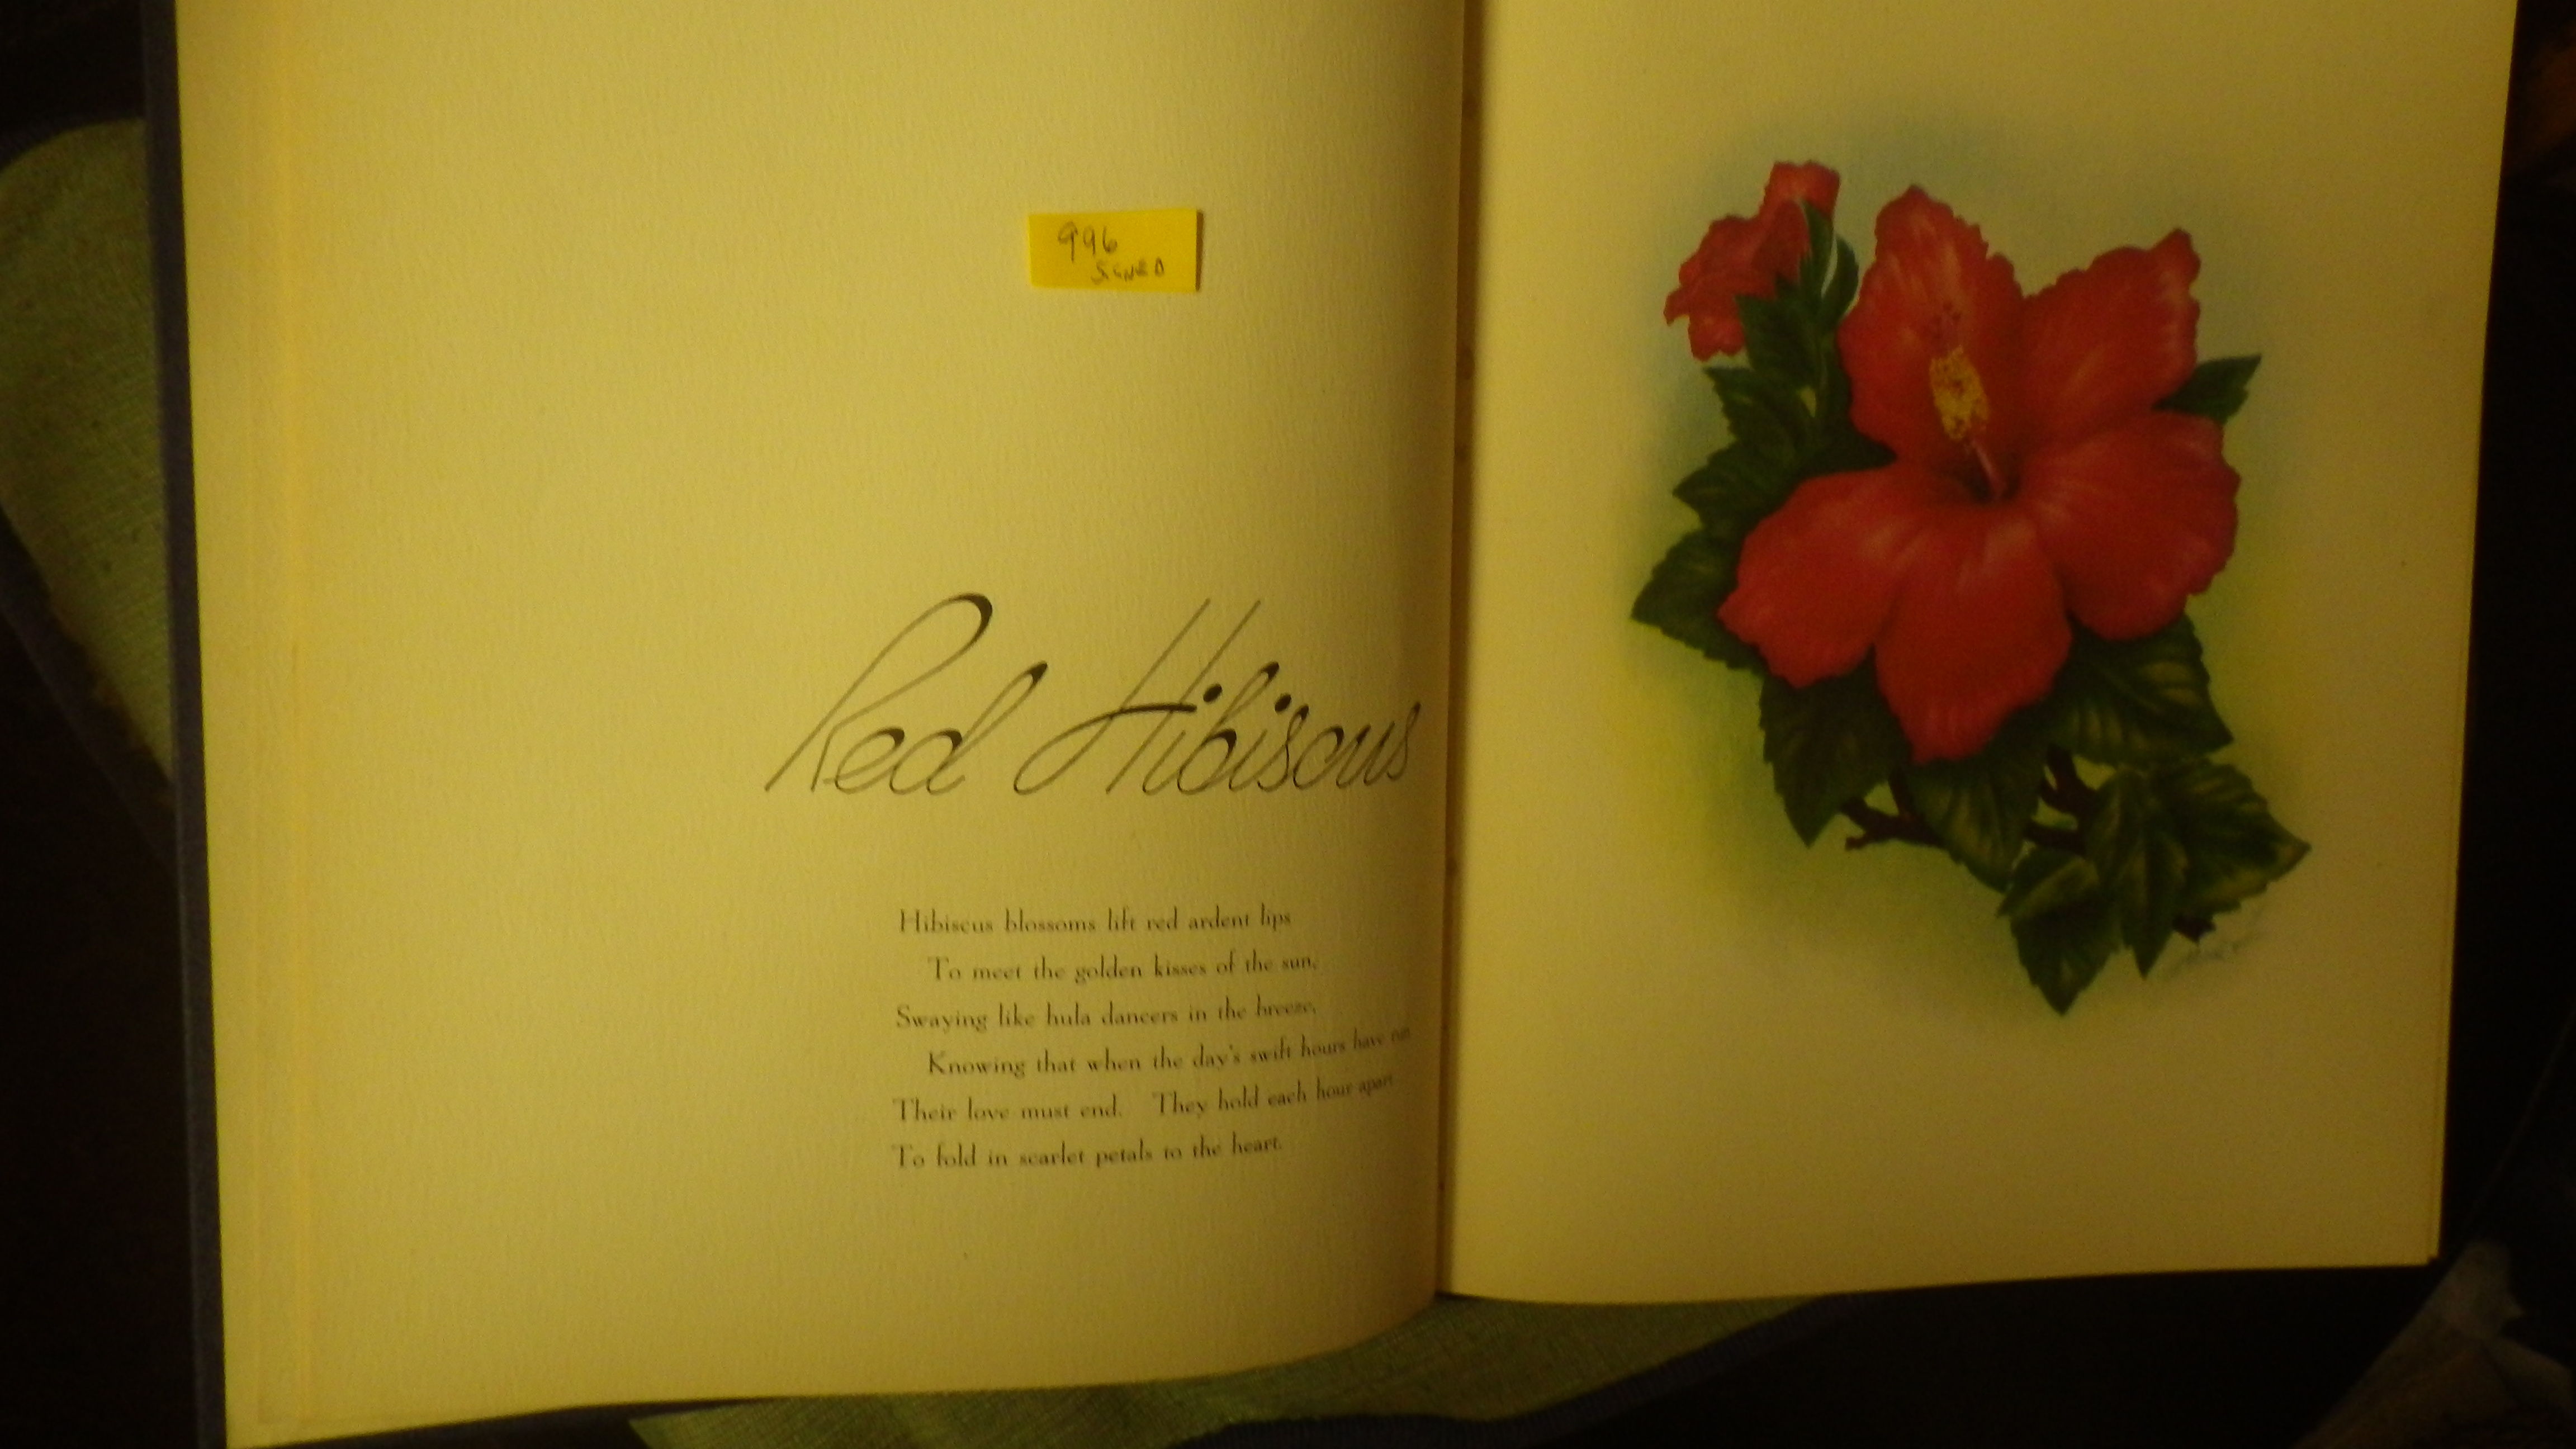 996
SIGNED
Red Hibiscus
Hibiscus blossoms lift red ardent lips
To meet the golden kisses of the sun,
Swaying like hula dancers in the breeze,
Knowing that when the day's swift hours have run
Their love must end. They hold each hour apart
To fold in scarlet petals to the heart.